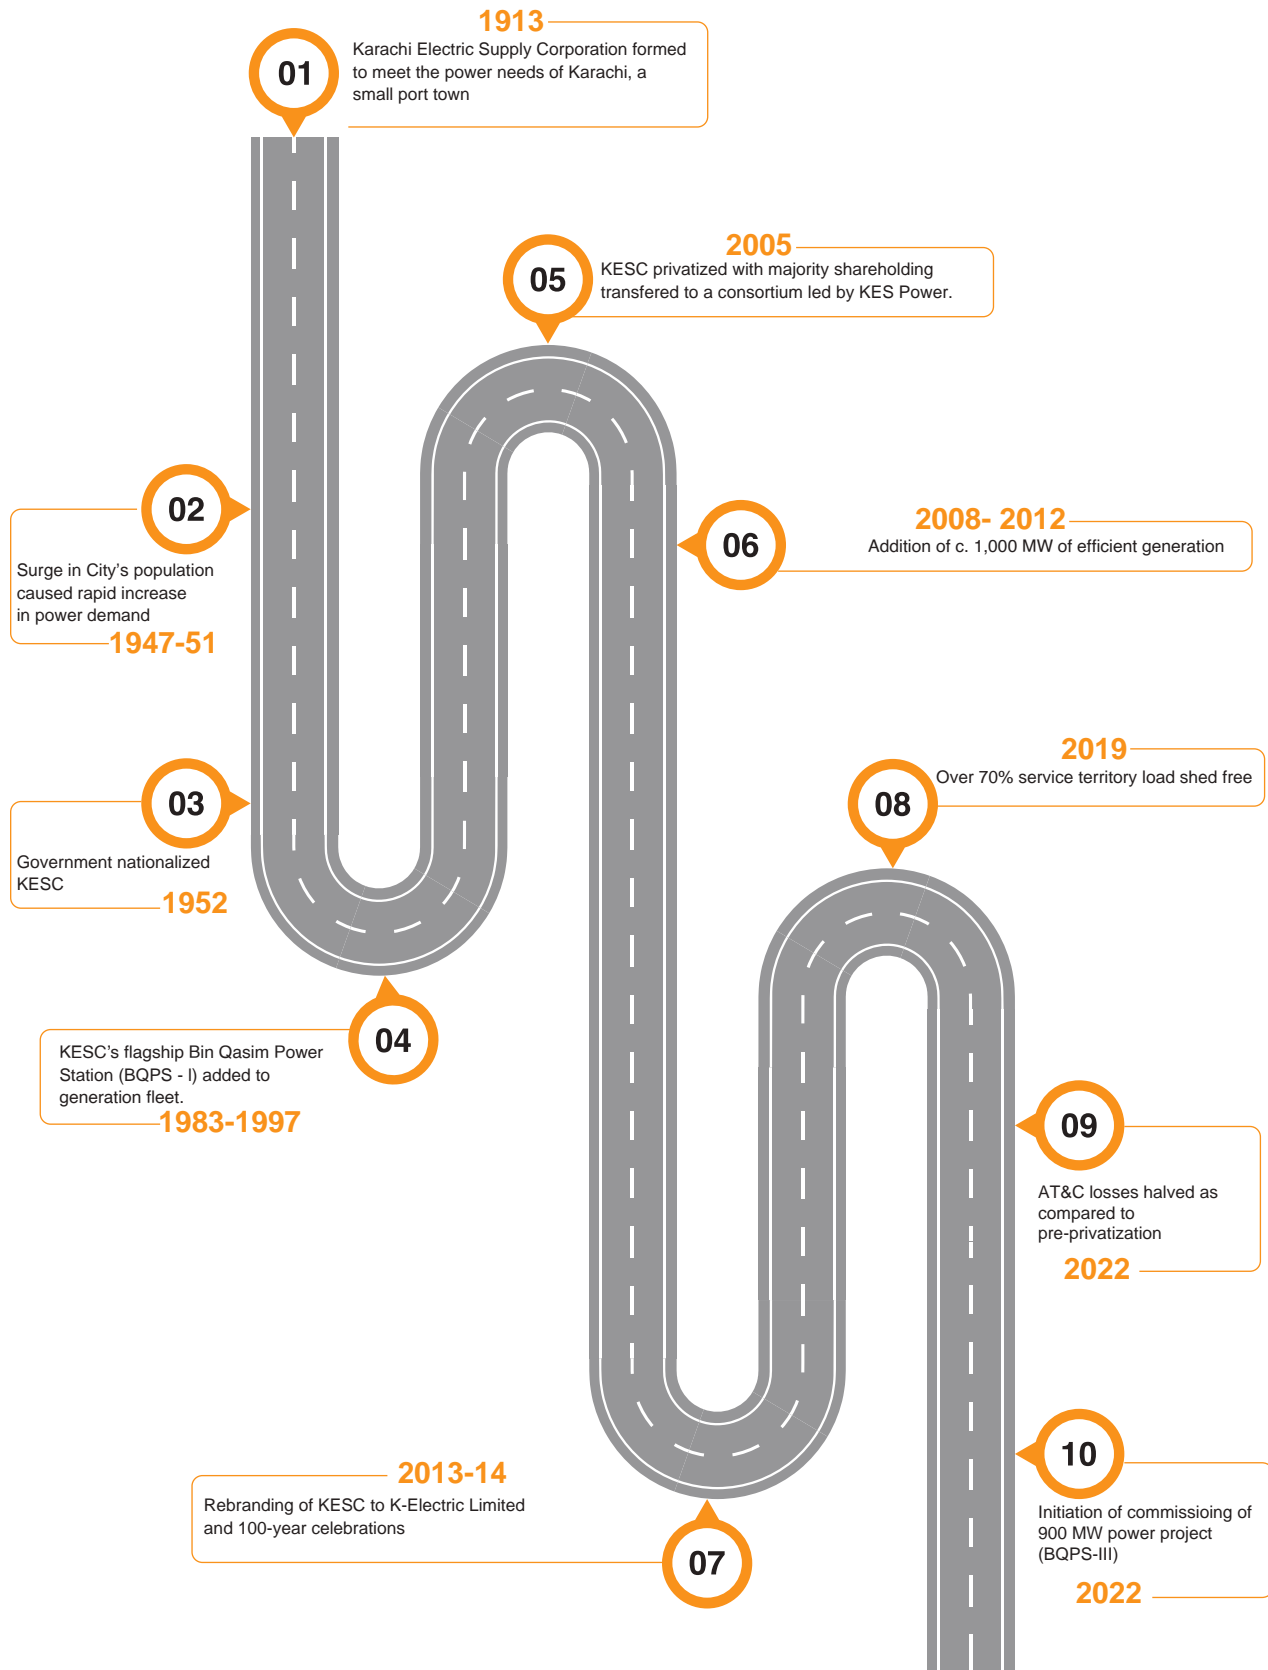 01
1913
Karachi Electric Supply Corporation formed
to meet the power needs of Karachi, a
small port town
02
Surge in City's population
caused rapid increase
in power demand
1947-51
03
Government nationalized
KESC
1952
04
KESC's flagship Bin Qasim Power
Station (BQPS - I) added to
generation fleet.
1983-1997
05
2005
KESC privatized with majority shareholding
transfered to a consortium led by KES Power.
06
2008- 2012
Addition of c. 1,000 MW of efficient generation
07
2013-14
Rebranding of KESC to K-Electric Limited
and 100-year celebrations
08
2019
Over 70% service territory load shed free
09
AT&C losses halved as
compared to
pre-privatization
2022
10
Initiation of commissioing of
900 MW power project
(BQPS-III)
2022